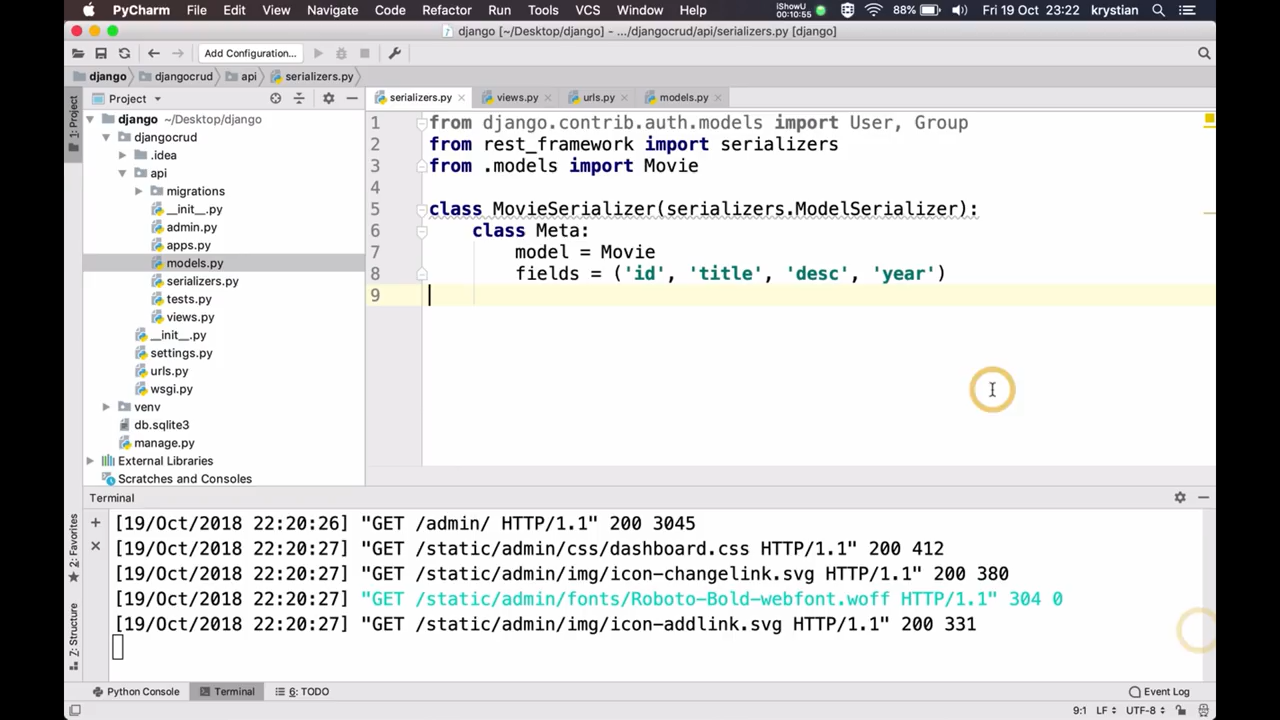 PyCharm File Edit View Navigate Code Refactor Run Tools VCS Window Help iShowU 00:10:55 88% Fri 19 Oct 23:22 krystian
django [~/Desktop/django] - .../djangocrud/api/serializers.py [django]
Add Configuration...
django djangocrud api serializers.py
Project serializers.py views.py urls.py models.py
1: Project
django ~/Desktop/django
djangocrud
.idea
api
migrations
__init__.py
admin.py
apps.py
models.py
serializers.py
tests.py
views.py
__init__.py
settings.py
urls.py
wsgi.py
venv
db.sqlite3
manage.py
External Libraries
Scratches and Consoles
1 from django.contrib.auth.models import User, Group
2 from rest_framework import serializers
3 from .models import Movie
4
5 class MovieSerializer(serializers.ModelSerializer):
6 class Meta:
7 model = Movie
8 fields = ('id', 'title', 'desc', 'year')
9
Terminal
[19/Oct/2018 22:20:26] "GET /admin/ HTTP/1.1" 200 3045
[19/Oct/2018 22:20:27] "GET /static/admin/css/dashboard.css HTTP/1.1" 200 412
[19/Oct/2018 22:20:27] "GET /static/admin/img/icon-changelink.svg HTTP/1.1" 200 380
[19/Oct/2018 22:20:27] "GET /static/admin/fonts/Roboto-Bold-webfont.woff HTTP/1.1" 304 0
[19/Oct/2018 22:20:27] "GET /static/admin/img/icon-addlink.svg HTTP/1.1" 200 331
2: Favorites
7: Structure
Python Console Terminal 6: TODO Event Log
9:1 LF UTF-8